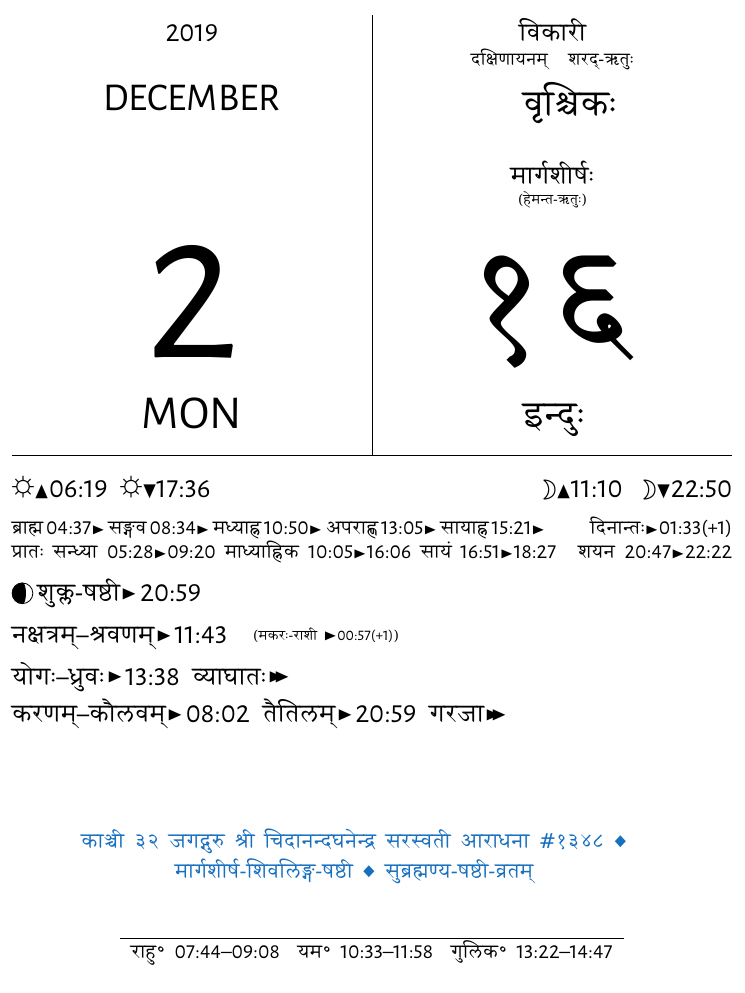 2019
DECEMBER
2
MON
विकारी
दक्षिणायनम् शरद्-ऋतुः
वृश्चिकः
मार्गशीर्षः
(हेमन्त-ऋतुः)
१६
इन्दुः
☼▲06:19 ☼▼17:36 ☽▲11:10 ☽▼22:50
ब्राह्म 04:37► सङ्गव 08:34► मध्याह्न 10:50► अपराह्ण 13:05► सायाह्न 15:21► दिनान्तः►01:33(+1)
प्रातः सन्ध्या 05:28►09:20 माध्याह्निक 10:05►16:06 सायं 16:51►18:27 शयन 20:47►22:22
शुक्ल-षष्ठी► 20:59
नक्षत्रम्–श्रवणम्►11:43 (मकरः-राशी ►00:57(+1))
योगः–ध्रुवः►13:38 व्याघातः►►
करणम्–कौलवम्►08:02 तैतिलम्►20:59 गरजा►►
काञ्ची ३२ जगद्गुरु श्री चिदानन्दघनेन्द्र सरस्वती आराधना #१३४८ ◆
मार्गशीर्ष-शिवलिङ्ग-षष्ठी ◆ सुब्रह्मण्य-षष्ठी-व्रतम्
राहु° 07:44–09:08 यम° 10:33–11:58 गुलिक° 13:22–14:47